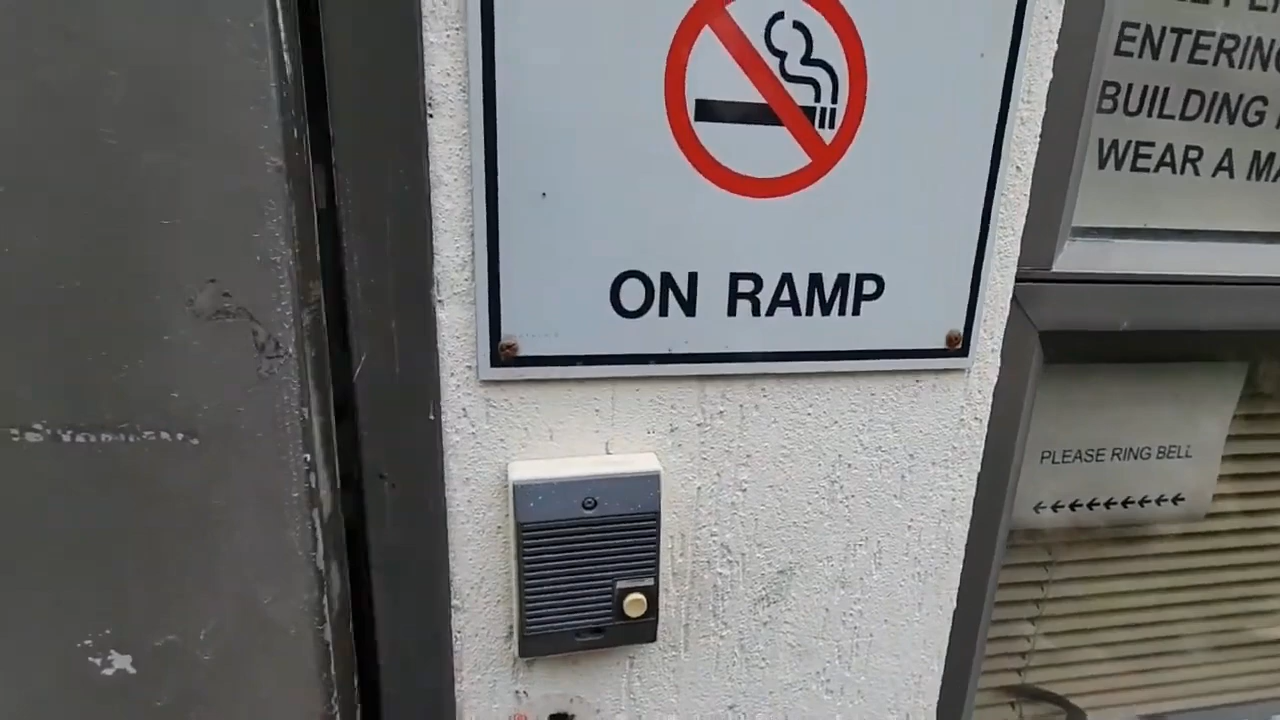 ON RAMP
ENTERING
BUILDING
WEAR A
PLEASE RING BELL
←←←←←←←←←